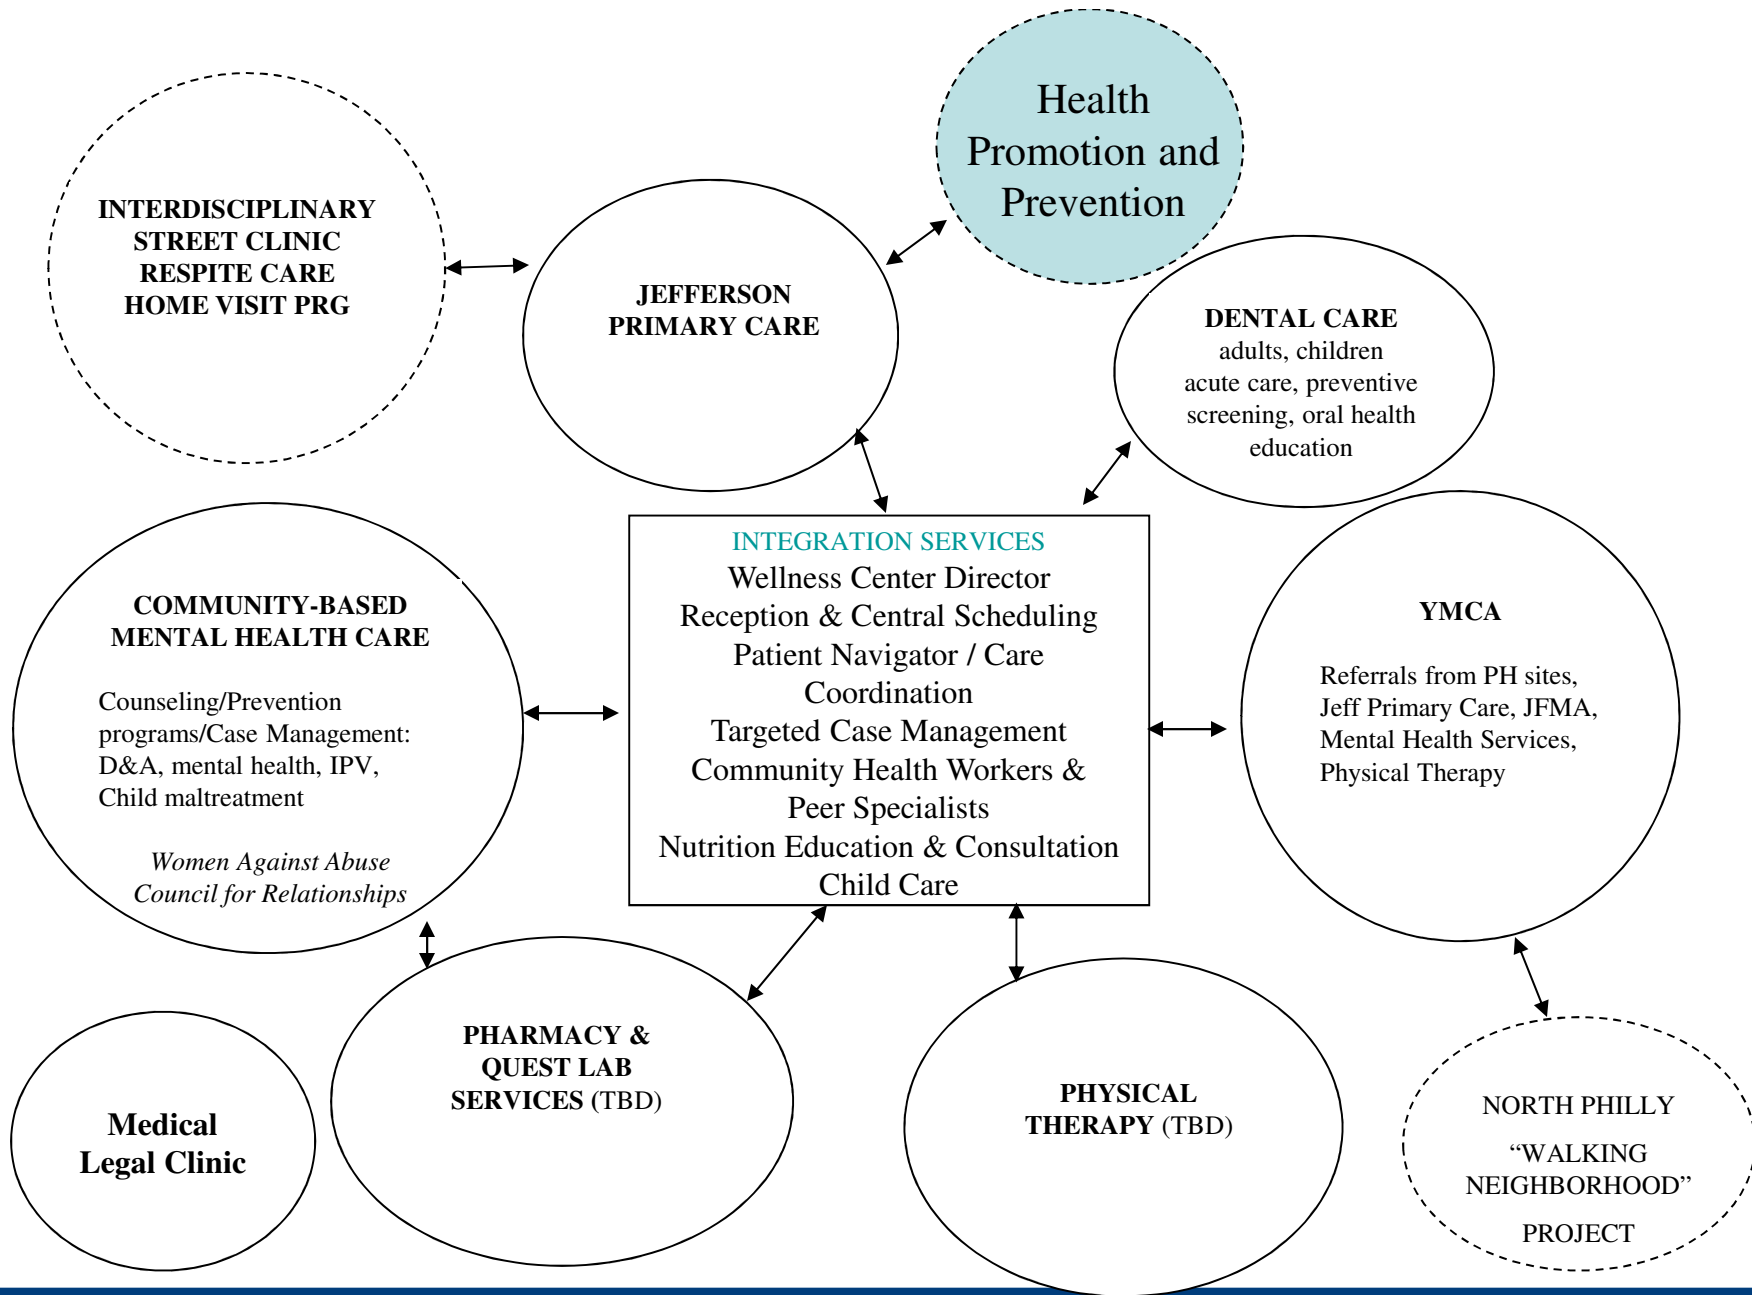 Health
Promotion and
Prevention
INTERDISCIPLINARY
STREET CLINIC
RESPITE CARE
HOME VISIT PRG
JEFFERSON
PRIMARY CARE
DENTAL CARE
adults, children
acute care, preventive
screening, oral health
education
INTEGRATION SERVICES
Wellness Center Director
Reception & Central Scheduling
Patient Navigator / Care
Coordination
Targeted Case Management
Community Health Workers &
Peer Specialists
Nutrition Education & Consultation
Child Care
COMMUNITY-BASED
MENTAL HEALTH CARE
Counseling/Prevention
programs/Case Management:
D&A, mental health, IPV,
Child maltreatment
Women Against Abuse
Council for Relationships
YMCA
Referrals from PH sites,
Jeff Primary Care, JFMA,
Mental Health Services,
Physical Therapy
PHARMACY &
QUEST LAB
SERVICES (TBD)
Medical
Legal Clinic
PHYSICAL
THERAPY (TBD)
NORTH PHILLY
“WALKING
NEIGHBORHOOD”
PROJECT